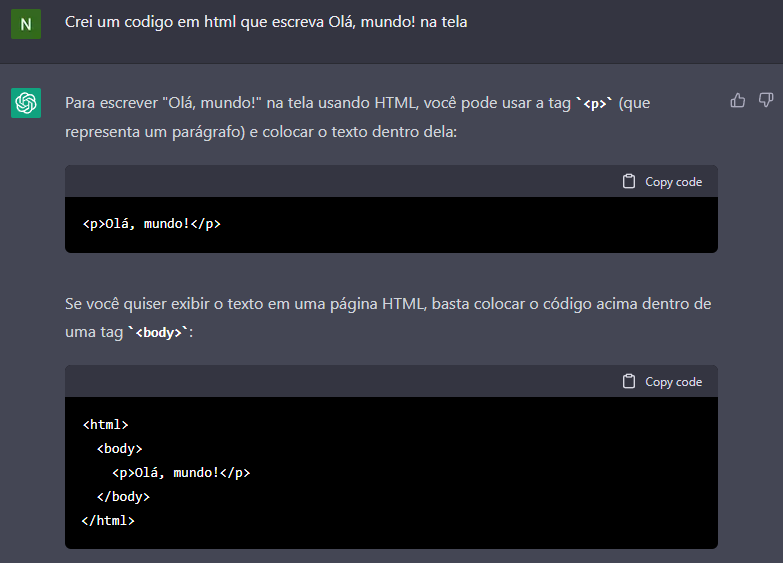 N
Crei um codigo em html que escreva Olá, mundo! na tela
Para escrever "Olá, mundo!" na tela usando HTML, você pode usar a tag `<p>` (que
representa um parágrafo) e colocar o texto dentro dela:
Copy code
<p>Olá, mundo!</p>
Se você quiser exibir o texto em uma página HTML, basta colocar o código acima dentro de
uma tag `<body>`:
Copy code
<html>
  <body>
    <p>Olá, mundo!</p>
  </body>
</html>